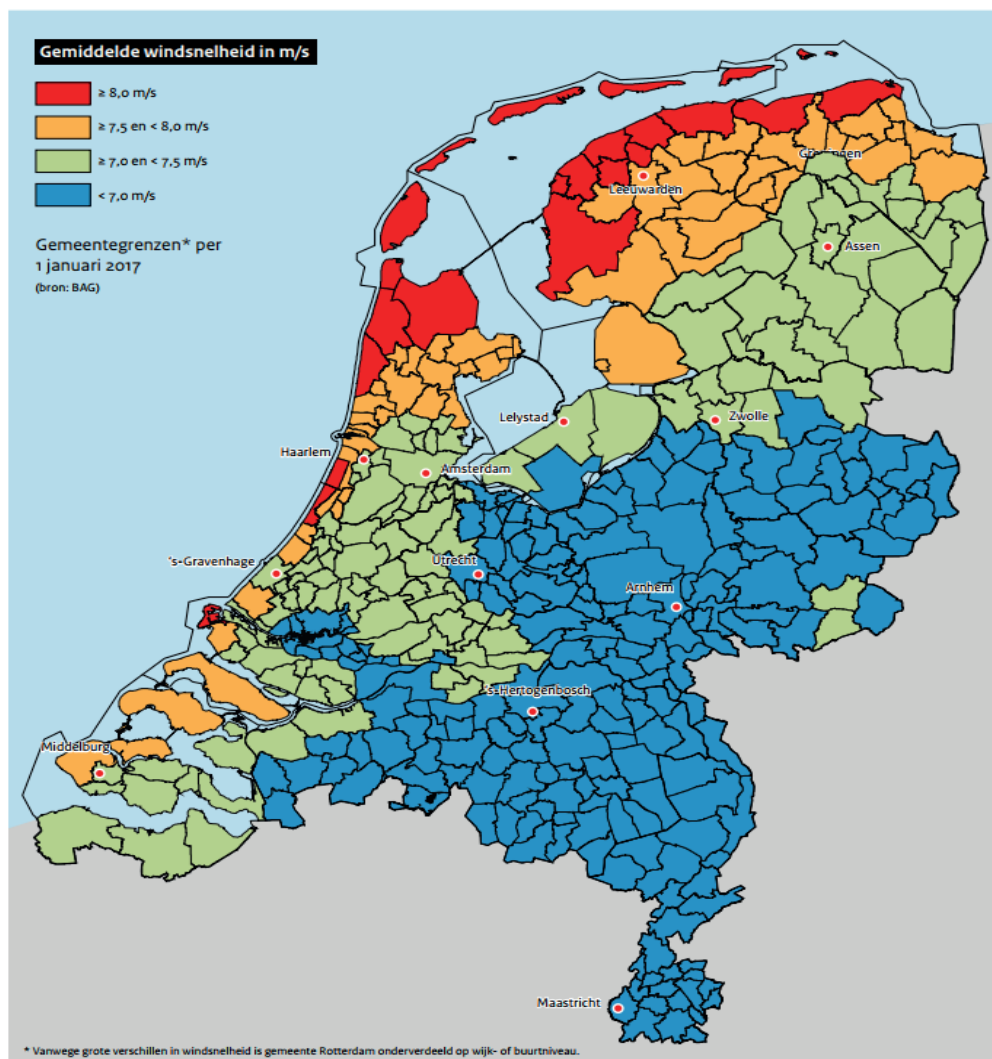 Gemiddelde windsnelheid in m/s
≥ 8,0 m/s
≥ 7,5 en < 8,0 m/s
≥ 7,0 en < 7,5 m/s
< 7,0 m/s
Gemeentegrenzen* per
1 januari 2017
(bron: BAG)
Groningen
Leeuwarden
Assen
Lelystad
Zwolle
Haarlem
Amsterdam
's-Gravenhage
Utrecht
Arnhem
's-Hertogenbosch
Middelburg
Maastricht
* Vanwege grote verschillen in windsnelheid is gemeente Rotterdam onderverdeeld op wijk- of buurtniveau.